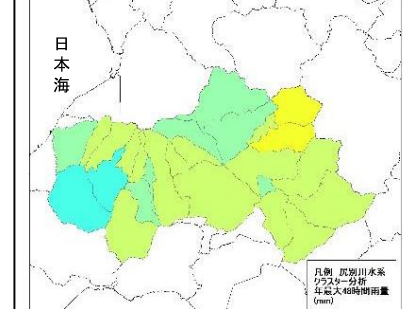 日本海
凡例 尻別川水系
クラスター分析
年最大48時間雨量
(mm)